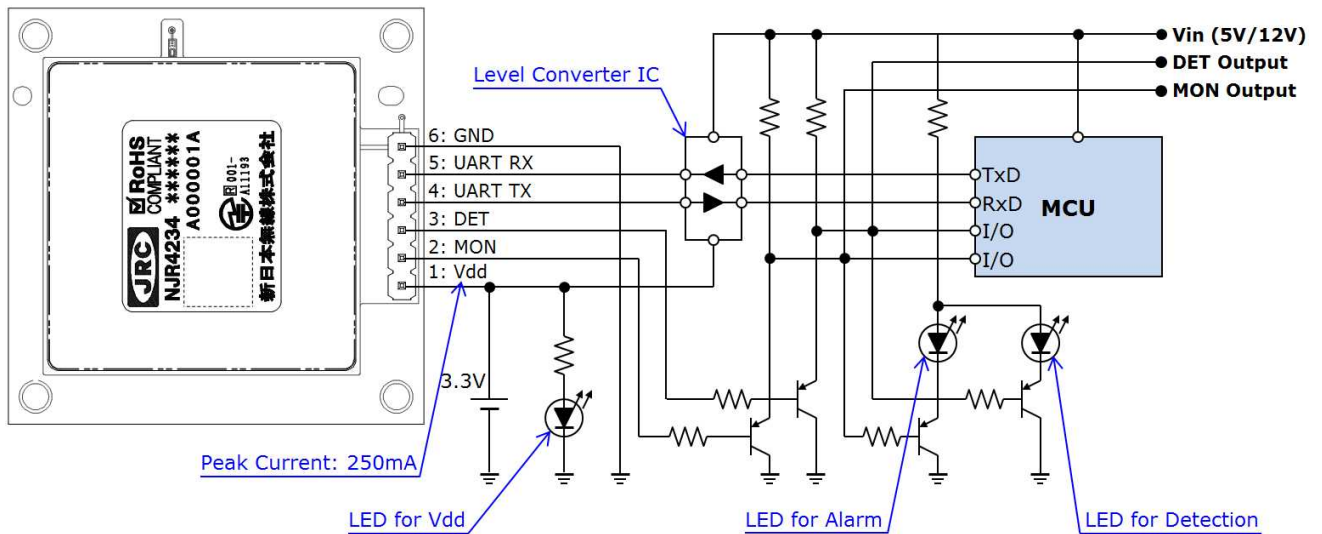 Vin (5V/12V)
DET Output
MON Output
Level Converter IC
6: GND
5: UART RX
4: UART TX
3: DET
2: MON
1: Vdd
TxD
RxD
I/O
I/O
MCU
JRC
RoHS
COMPLIANT
NJR4234 ******
A000001A
R 001-
A11193
新日本無線株式会社
3.3V
Peak Current: 250mA
LED for Vdd
LED for Alarm
LED for Detection